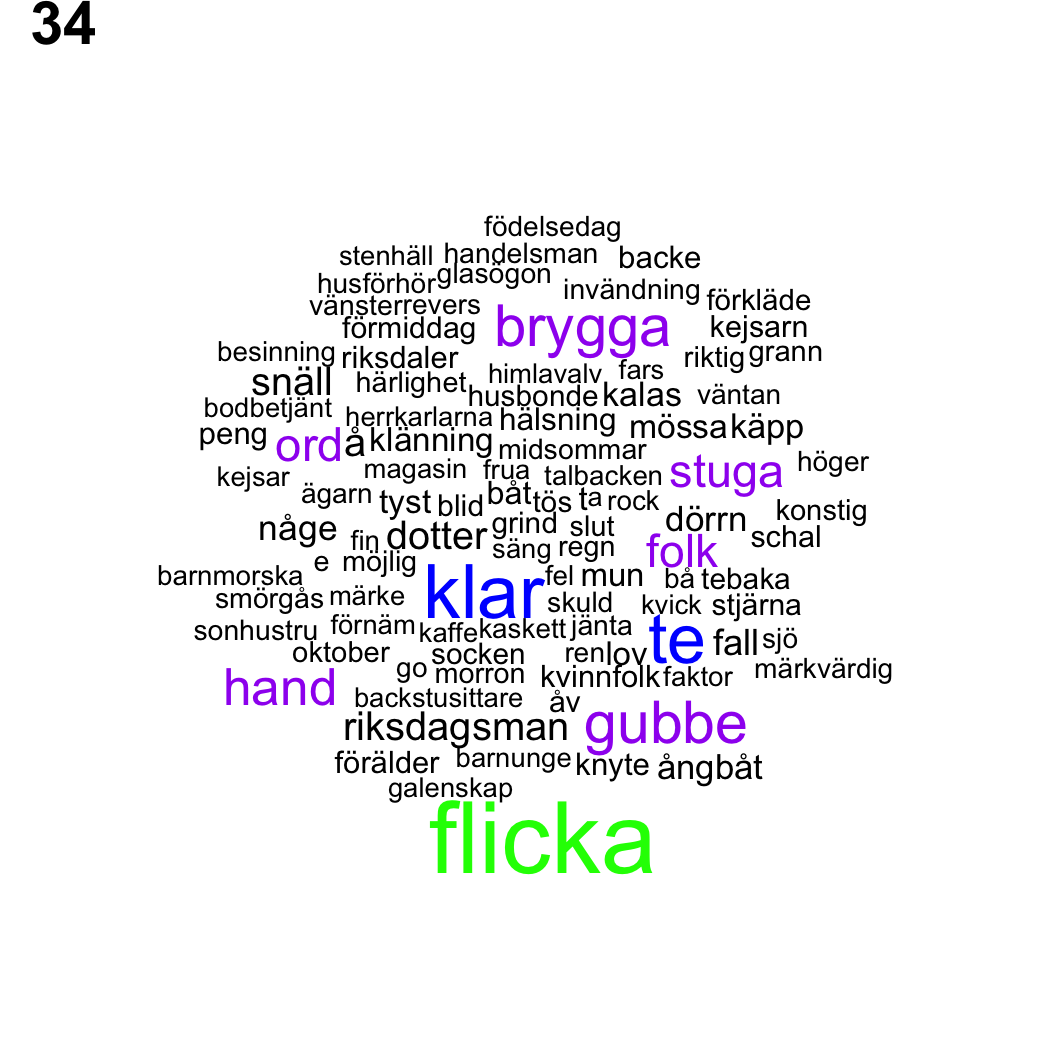 34
födelsedag
stenhäll handelsman backe
husförhör glasögon invändning förkläde
vänsterrevers brygga kejsarn
förmiddag
besinning riksdaler riktig grann
snäll härlighet himlavalv fars
husbonde kalas väntan
bodbetjänt herrkarlarna hälsning mössa käpp
peng ord å klänning midsommar
kejsar magasin frua talbacken stuga höger
ägarn tyst blid båt tös ta rock
någe grind slut dörrn konstig
fin dotter säng regn folk schal
e möjlig
barnmorska klar fel mun bå tebaka
smörgås märke skuld kvick stjärna
sonhustru förnäm kaffe kaskett jänta te fall sjö
oktober socken ren lov
go morron kvinnfolk faktor märkvärdig
hand backstusittare åv
riksdagsman gubbe
förälder barnunge knyte ångbåt
galenskap
flicka